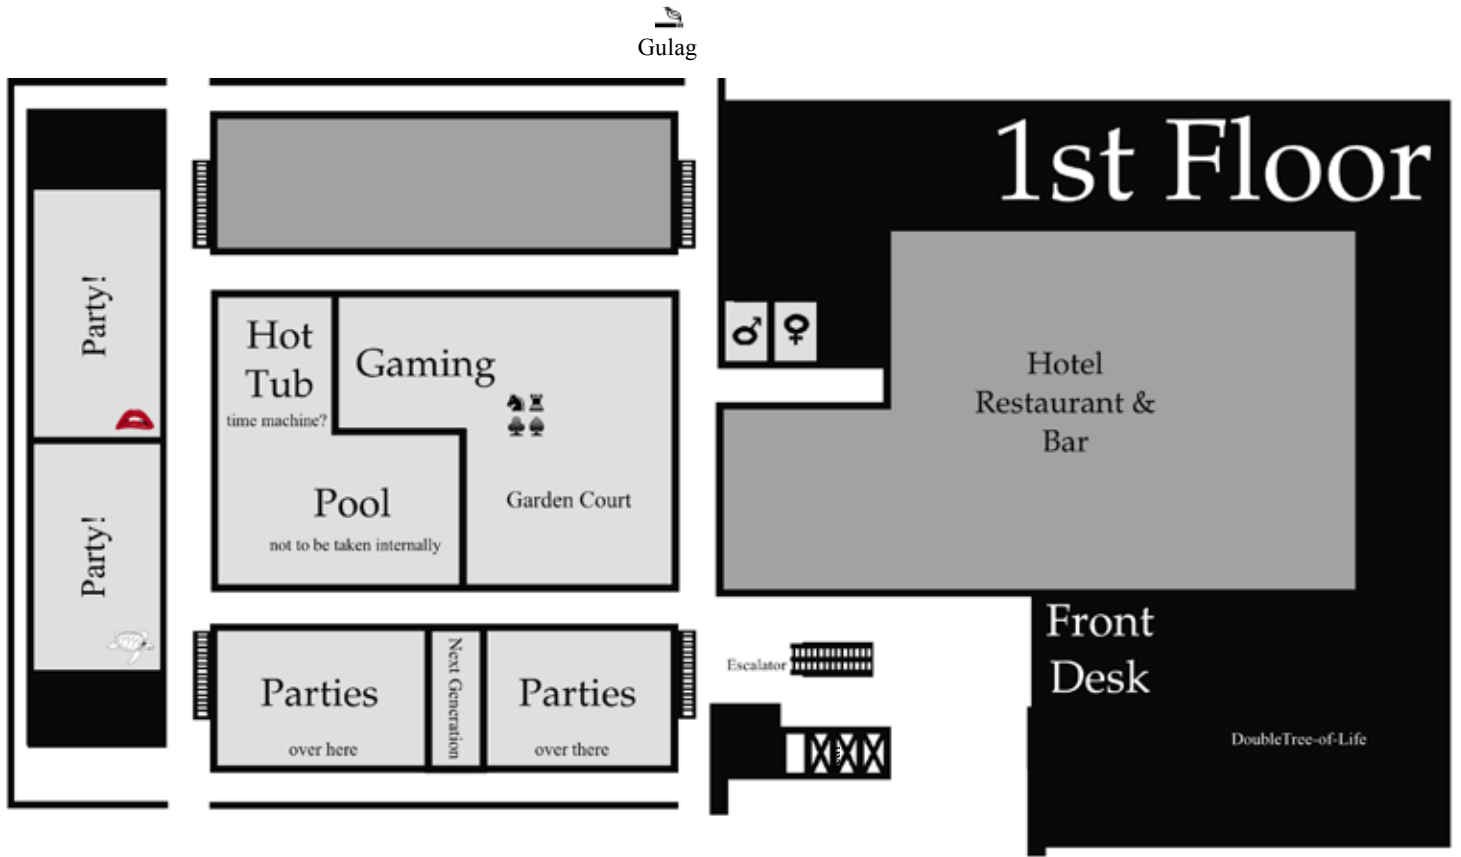 Gulag
1st Floor
Party!
Hot
Tub
time machine?
Gaming
Hotel
Restaurant &
Bar
Pool
not to be taken internally
Garden Court
Party!
Front
Desk
Escalator
Parties
over here
Next Generation
Parties
over there
DoubleTree-of-Life